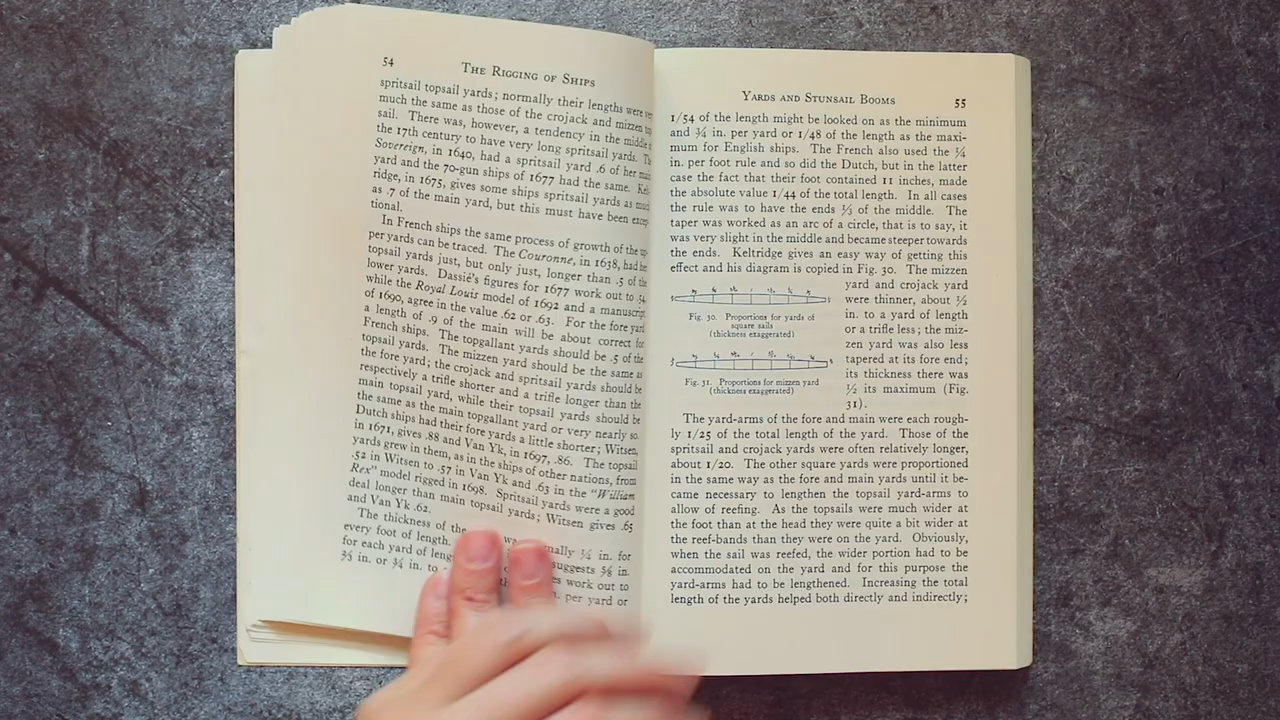 54
THE RIGGING OF SHIPS
spritsail topsail yards; normally their lengths were
much the same as those of the crojack and mizzen
sail. There was, however, a tendency in the middle
the 17th century to have very long spritsail yards.
Sovereign, in 1640, had a spritsail yard .6 of her
yard and the 70-gun ships of 1677 had the same.
ridge, in 1675, gives some ships spritsail yards as
as .7 of the main yard, but this must have been excep-
tional.
In French ships the same process of growth of the up-
per yards can be traced. The Couronne, in 1638, had her
topsail yards just, but only just, longer than .5 of the
lower yards. Dassié's figures for 1677 work out to .54
while the Royal Louis model of 1692 and a manuscript
of 1690, agree in the value .62 or .63. For the fore yard
a length of .9 of the main will be about correct for
French ships. The topgallant yards should be .5 of the
topsail yards. The mizzen yard should be the same as
the fore yard; the crojack and spritsail yards should be
respectively a trifle shorter and a trifle longer than the
main topsail yard, while their topsail yards should be
the same as the main topgallant yard or very nearly so.
Dutch ships had their fore yards a little shorter; Witsen,
in 1671, gives .88 and Van Yk, in 1697, .86. The topsail
yards grew in them, as in the ships of other nations, from
.52 in Witsen to .57 in Van Yk and .63 in the "William
Rex" model rigged in 1698. Spritsail yards were a good
deal longer than main topsail yards; Witsen gives .65
and Van Yk .62.
The thickness of the ¼ in. for
every foot of length. suggests ⅝ in.
for each yard of work out to
⅔ in. or ¾ in. to per yard or
YARDS AND STUNSAIL BOOMS
55
1/54 of the length might be looked on as the minimum
and ¾ in. per yard or 1/48 of the length as the maxi-
mum for English ships. The French also used the ¼
in. per foot rule and so did the Dutch, but in the latter
case the fact that their foot contained 11 inches, made
the absolute value 1/44 of the total length. In all cases
the rule was to have the ends ⅓ of the middle. The
taper was worked as an arc of a circle, that is to say, it
was very slight in the middle and became steeper towards
the ends. Keltridge gives an easy way of getting this
effect and his diagram is copied in Fig. 30. The mizzen
yard and crojack yard
were thinner, about ½
in. to a yard of length
or a trifle less; the miz-
zen yard was also less
tapered at its fore end;
its thickness there was
½ its maximum (Fig.
31).
Fig. 30. Proportions for yards of
square sails
(thickness exaggerated)
Fig. 31. Proportions for mizzen yard
(thickness exaggerated)
The yard-arms of the fore and main were each rough-
ly 1/25 of the total length of the yard. Those of the
spritsail and crojack yards were often relatively longer,
about 1/20. The other square yards were proportioned
in the same way as the fore and main yards until it be-
came necessary to lengthen the topsail yard-arms to
allow of reefing. As the topsails were much wider at
the foot than at the head they were quite a bit wider at
the reef-bands than they were on the yard. Obviously,
when the sail was reefed, the wider portion had to be
accommodated on the yard and for this purpose the
yard-arms had to be lengthened. Increasing the total
length of the yards helped both directly and indirectly;